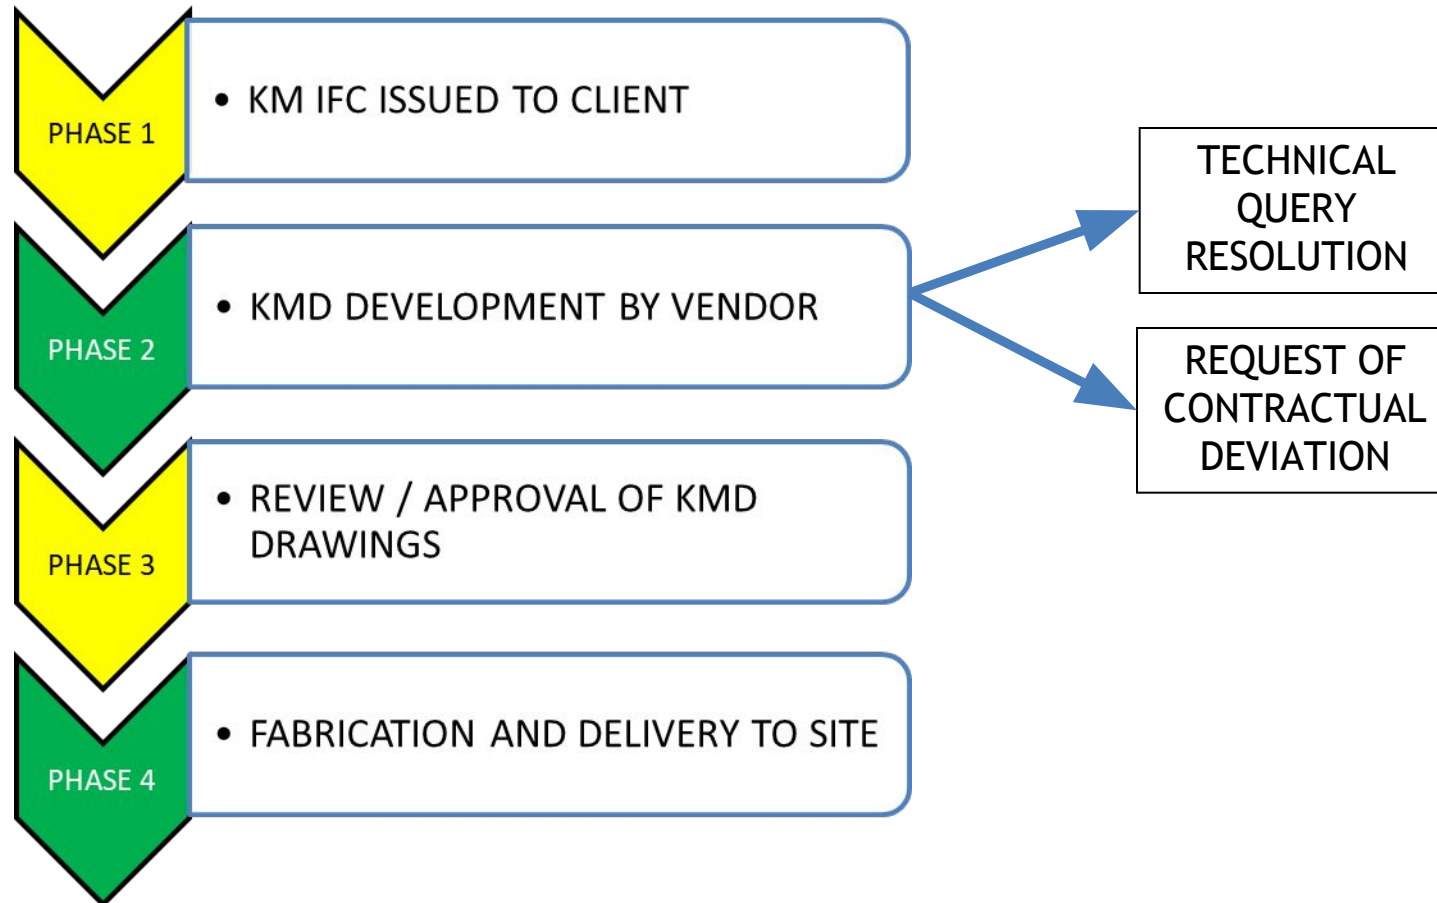 PHASE 1
• KM IFC ISSUED TO CLIENT
PHASE 2
• KMD DEVELOPMENT BY VENDOR
TECHNICAL
QUERY
RESOLUTION
REQUEST OF
CONTRACTUAL
DEVIATION
PHASE 3
• REVIEW / APPROVAL OF KMD
DRAWINGS
PHASE 4
• FABRICATION AND DELIVERY TO SITE